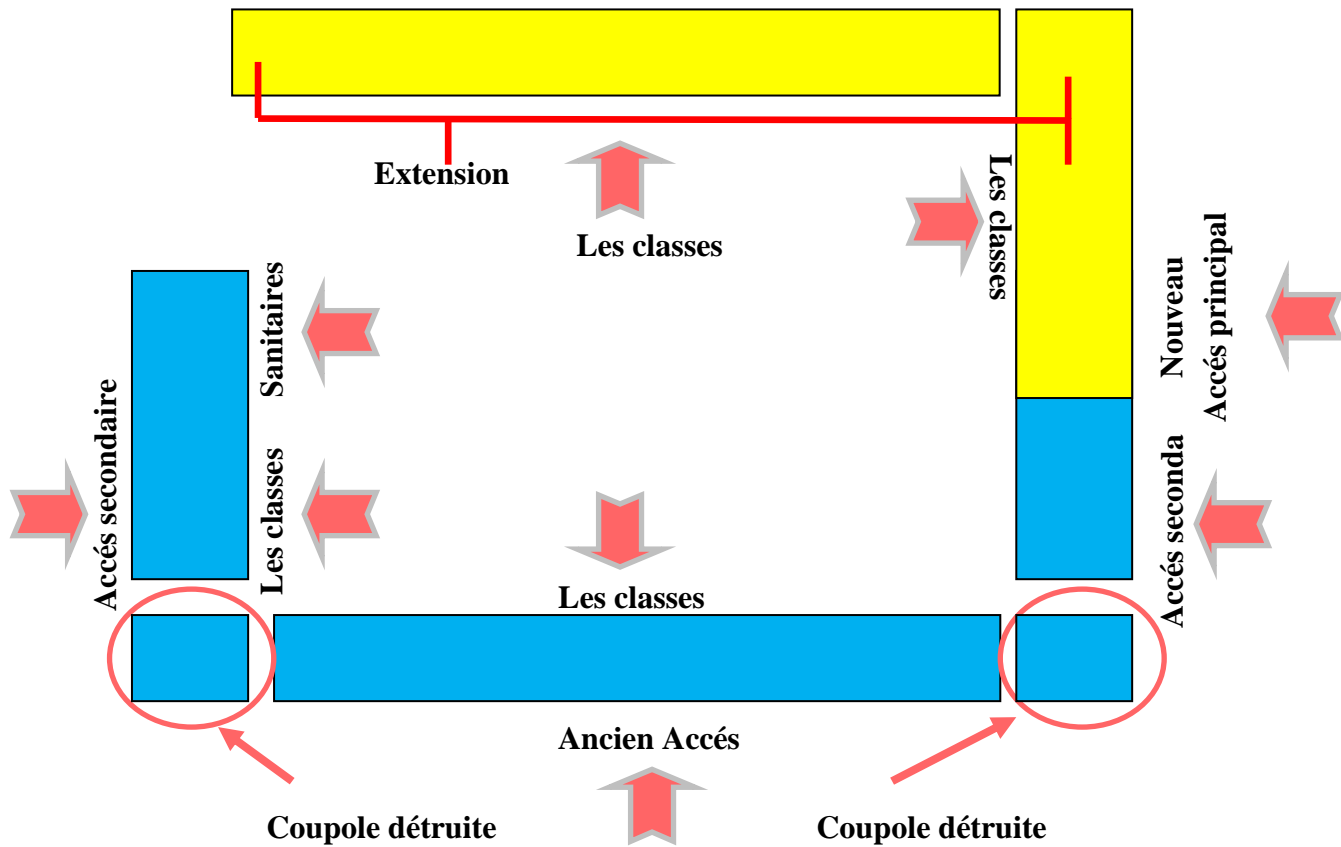 Extension
Les classes
Les classes
Sanitaires
Nouveau
Accés principal
Accés secondaire
Les classes
Accés seconda
Les classes
Ancien Accés
Coupole détruite
Coupole détruite